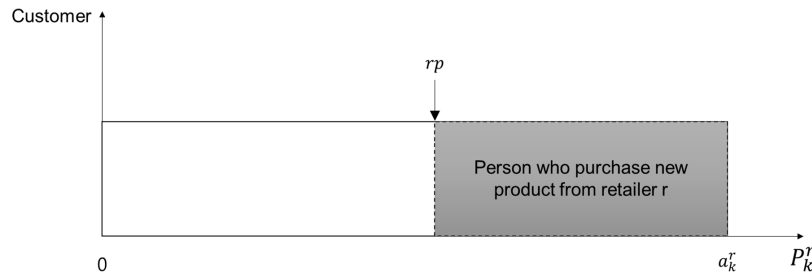 Customer
rp
Person who purchase new
product from retailer r
0
a_k^r
P_k^r